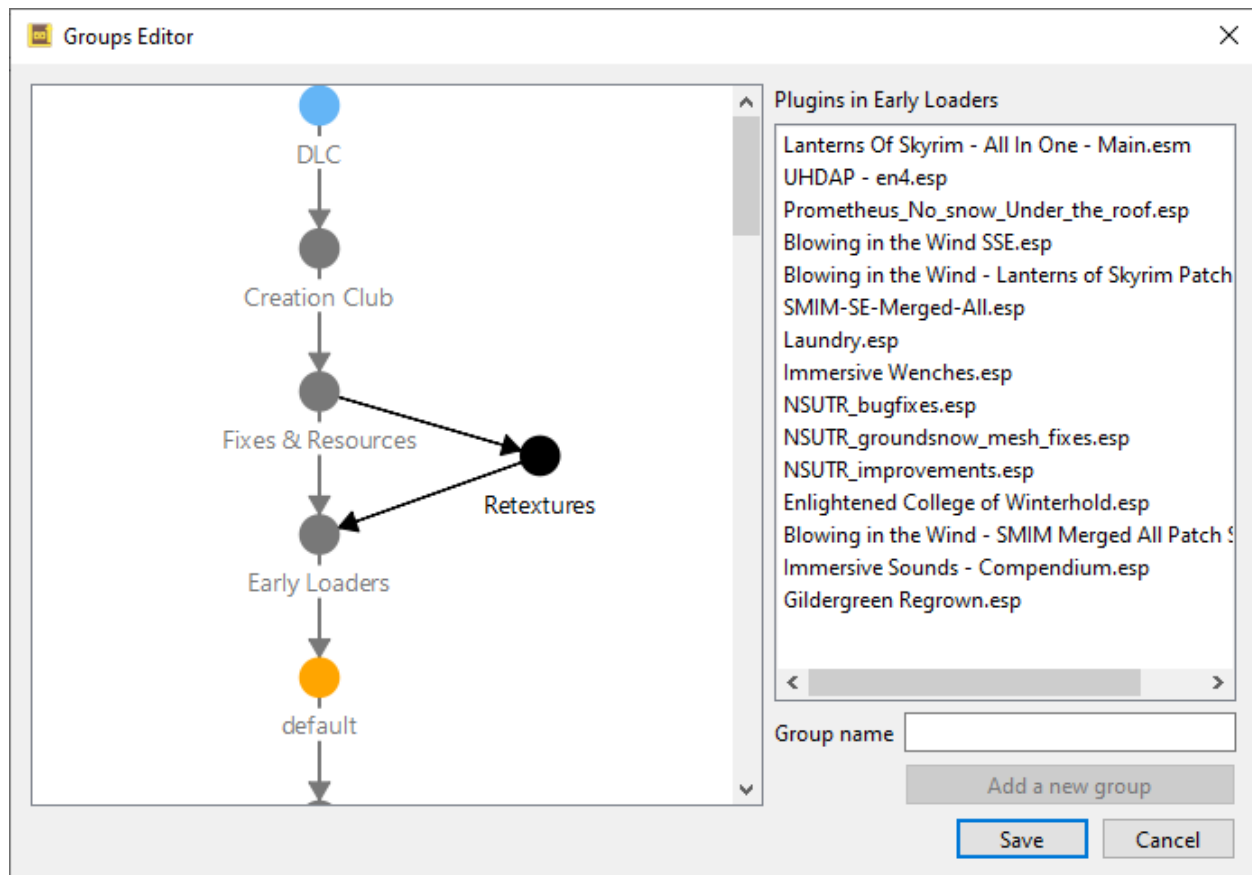 Groups Editor
DLC
Creation Club
Fixes & Resources
Retextures
Early Loaders
default
Plugins in Early Loaders
Lanterns Of Skyrim - All In One - Main.esm
UHDAP - en4.esp
Prometheus_No_snow_Under_the_roof.esp
Blowing in the Wind SSE.esp
Blowing in the Wind - Lanterns of Skyrim Patch
SMIM-SE-Merged-All.esp
Laundry.esp
Immersive Wenches.esp
NSUTR_bugfixes.esp
NSUTR_groundsnow_mesh_fixes.esp
NSUTR_improvements.esp
Enlightened College of Winterhold.esp
Blowing in the Wind - SMIM Merged All Patch
Immersive Sounds - Compendium.esp
Gildergreen Regrown.esp
Group name
Add a new group
Save
Cancel